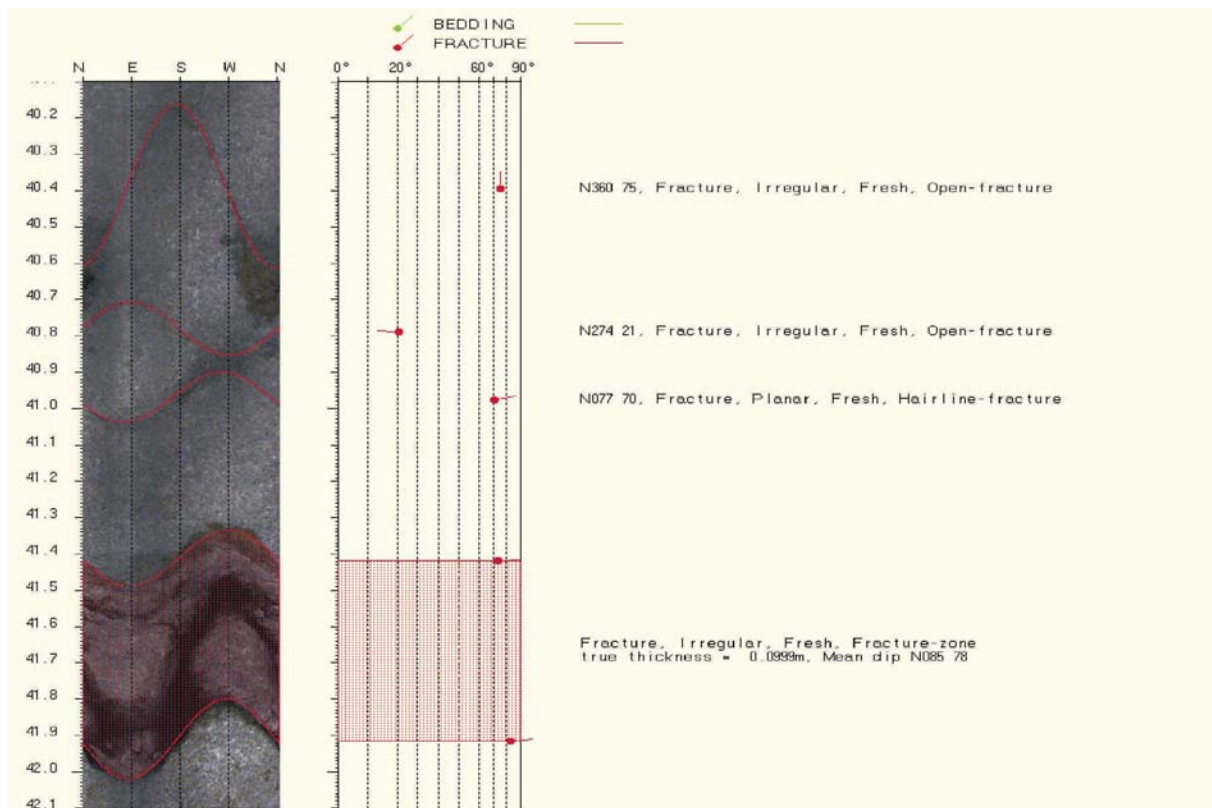 BEDDING
FRACTURE
N E S W N 0° 20° 60° 90°
40.2
40.3
40.4
N360 75, Fracture, Irregular, Fresh, Open-fracture
40.5
40.6
40.7
40.8
N274 21, Fracture, Irregular, Fresh, Open-fracture
40.9
41.0
N077 70, Fracture, Planar, Fresh, Hairline-fracture
41.1
41.2
41.3
41.4
41.5
41.6
Fracture, Irregular, Fresh, Fracture-zone
true thickness = 0.0999m, Mean dip N085 78
41.7
41.8
41.9
42.0
42.1